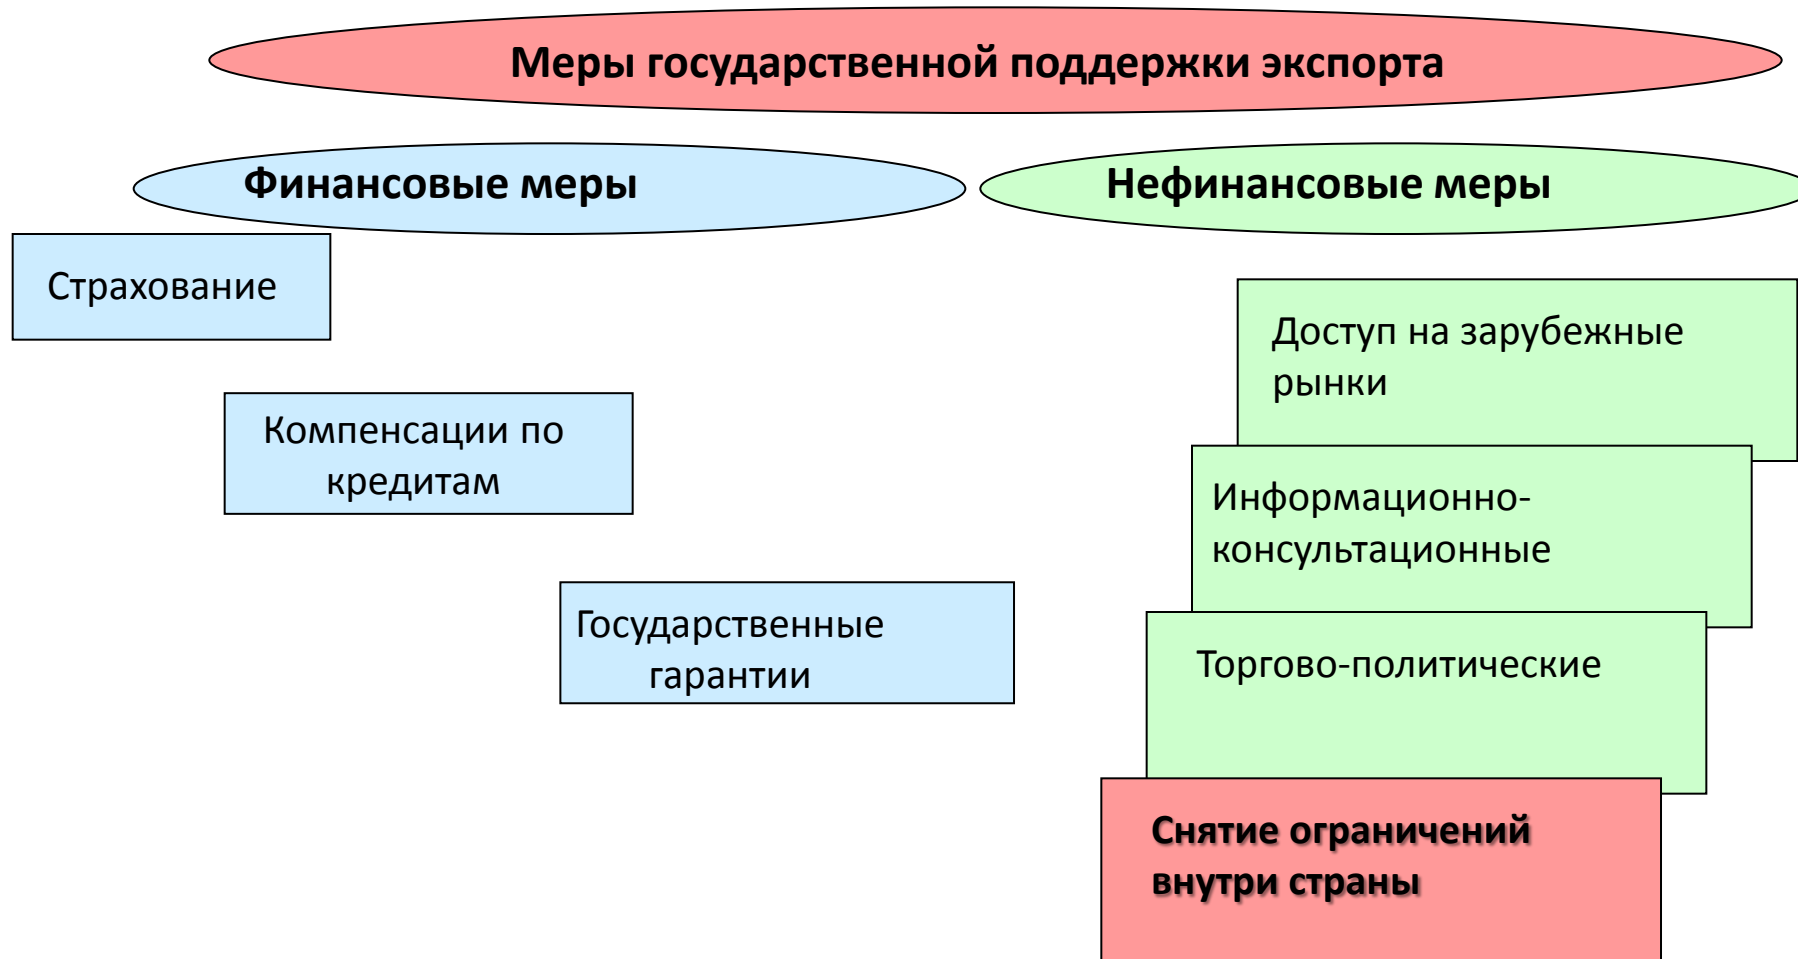 Меры государственной поддержки экспорта
Финансовые меры
Нефинансовые меры
Страхование
Компенсации по
кредитам
Государственные
гарантии
Доступ на зарубежные
рынки
Информационно-
консультационные
Торгово-политические
Снятие ограничений
внутри страны